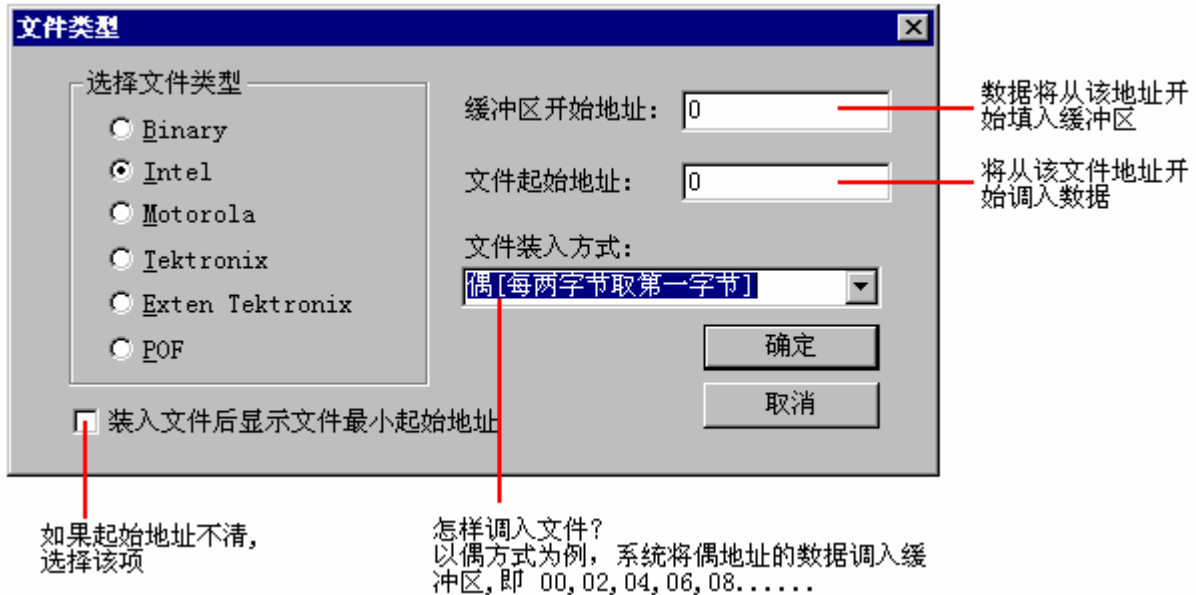 文件类型
选择文件类型
Binary
Intel
Motorola
Tektronix
Exten Tektronix
POF
缓冲区开始地址: 0
文件起始地址: 0
文件装入方式:
偶[每两字节取第一字节]
确定
取消
装入文件后显示文件最小起始地址
数据将从该地址开
始填入缓冲区
将从该文件地址开
始调入数据
如果起始地址不清,
选择该项
怎样调入文件?
以偶方式为例，系统将偶地址的数据调入缓
冲区,即 00,02,04,06,08......